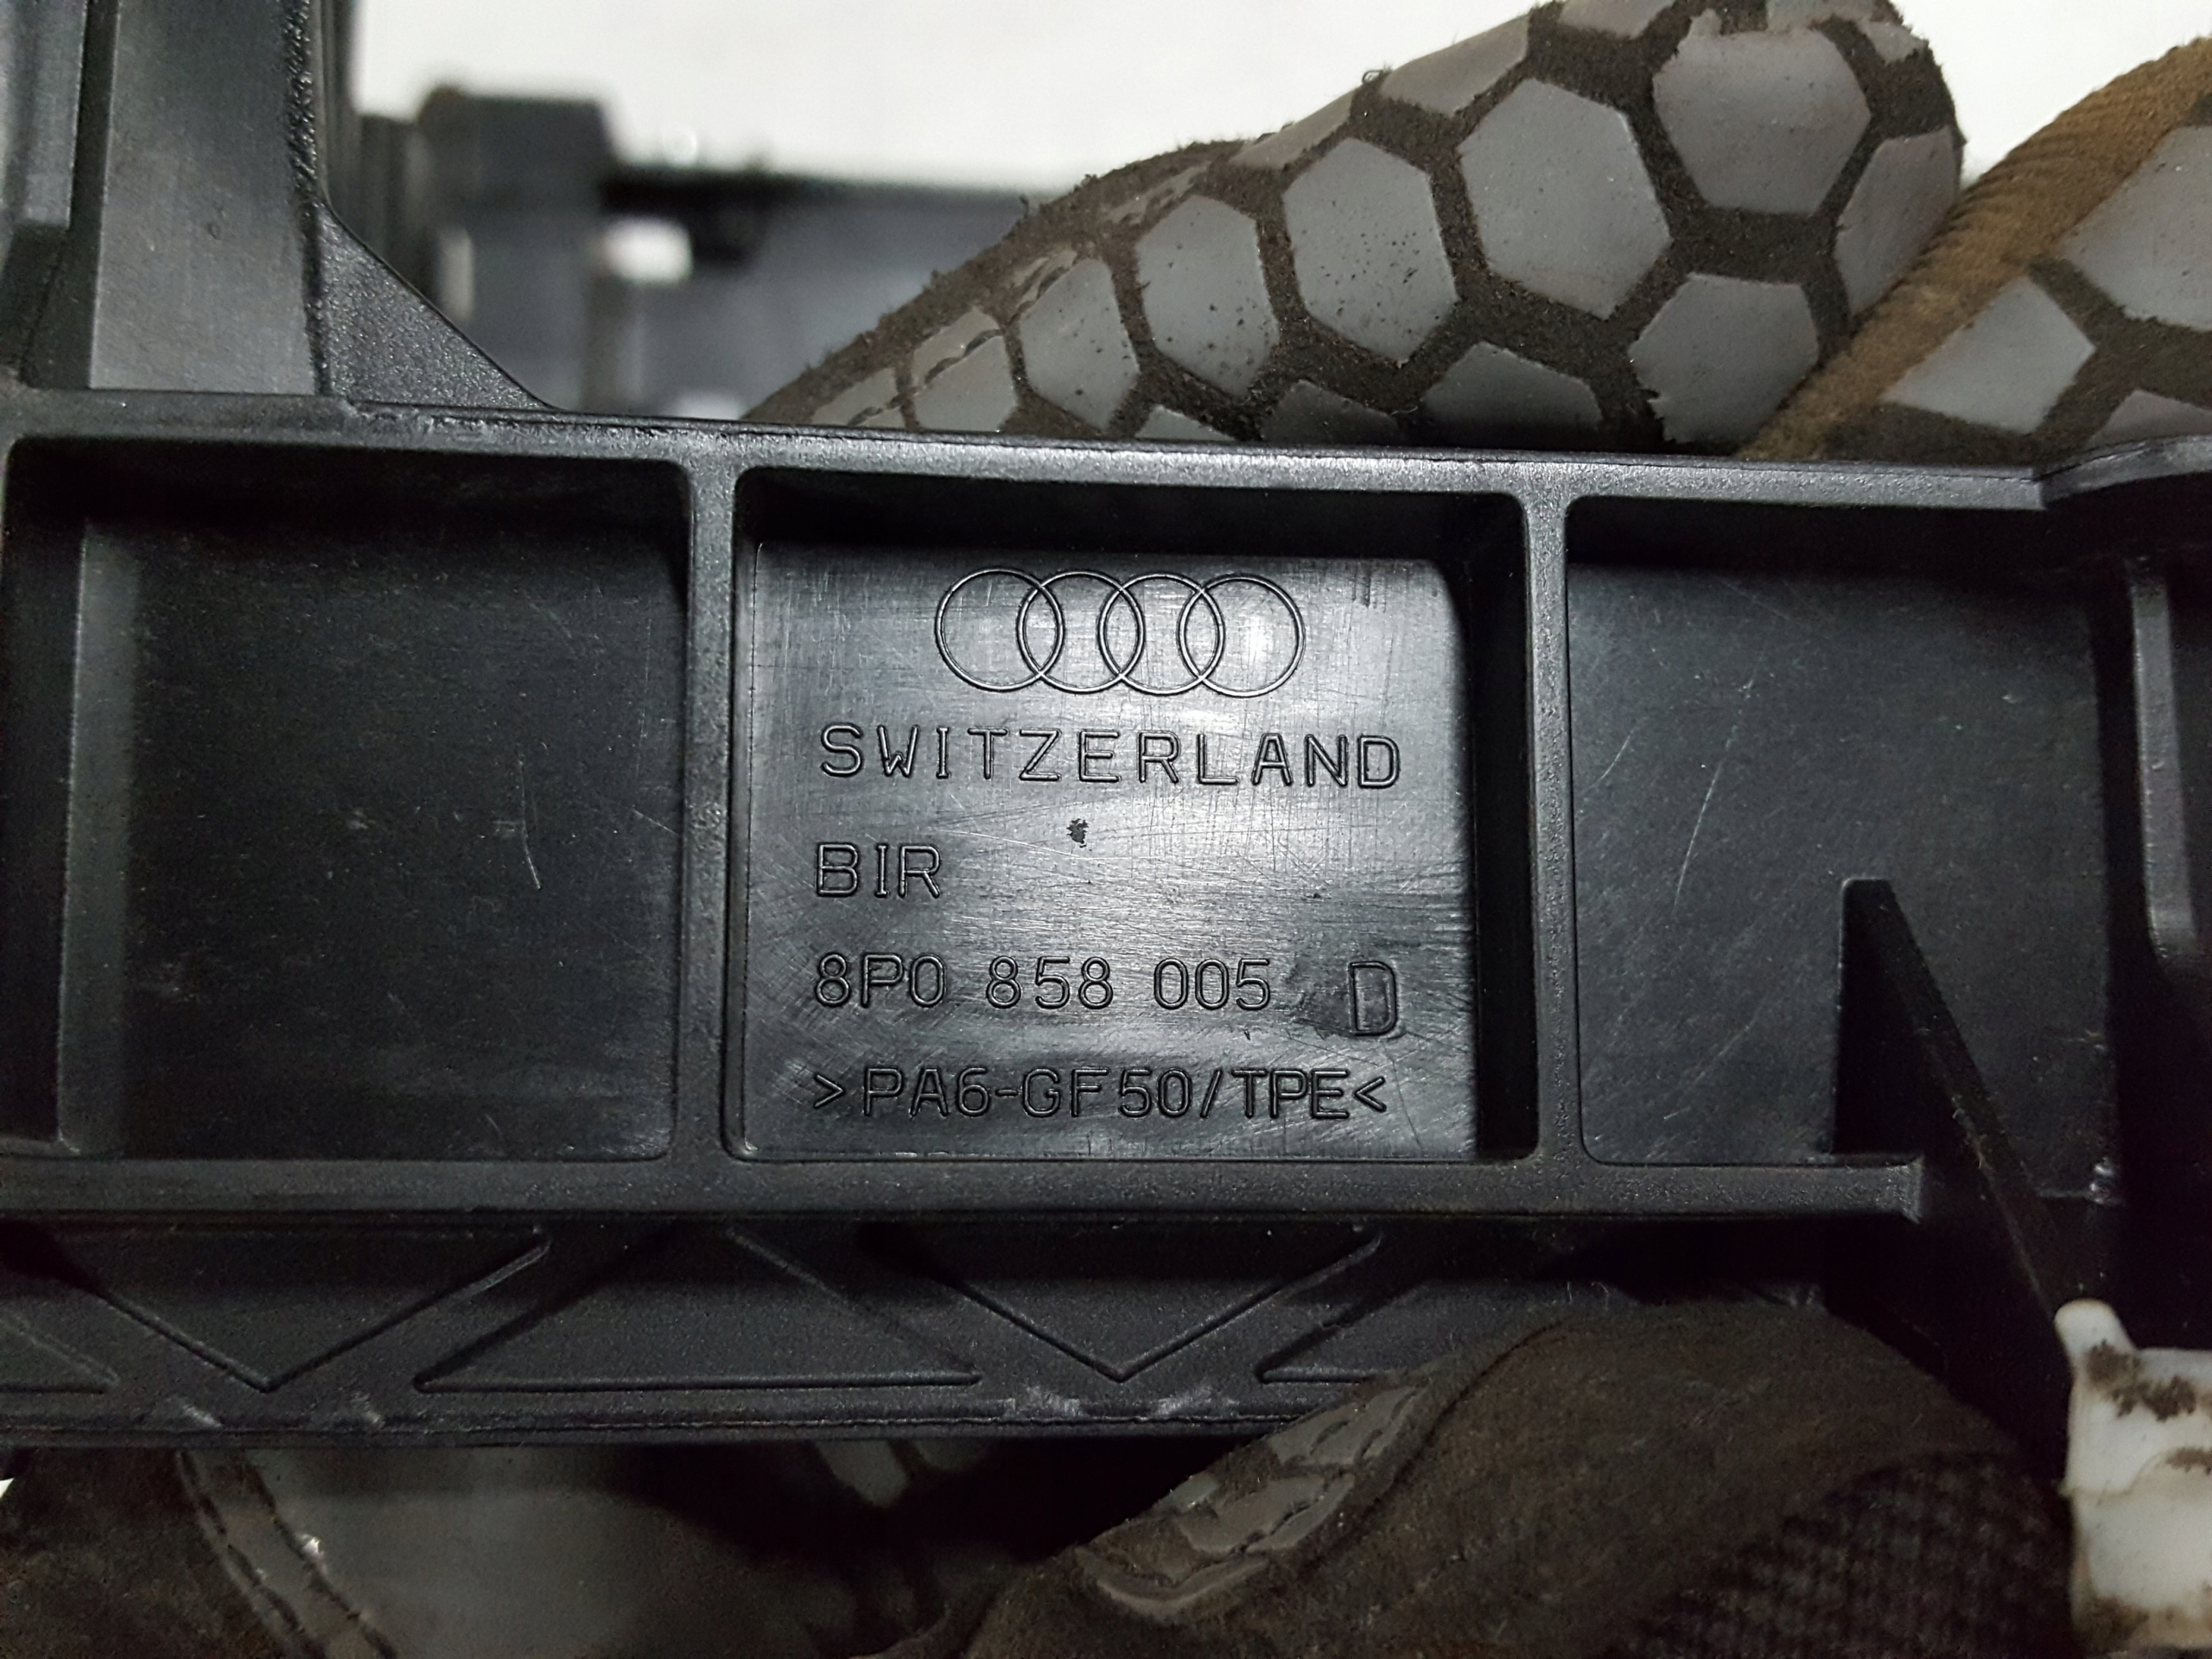 SWITZERLAND
BIR
8P0 858 005 D
>PA6-GF50/TPE<